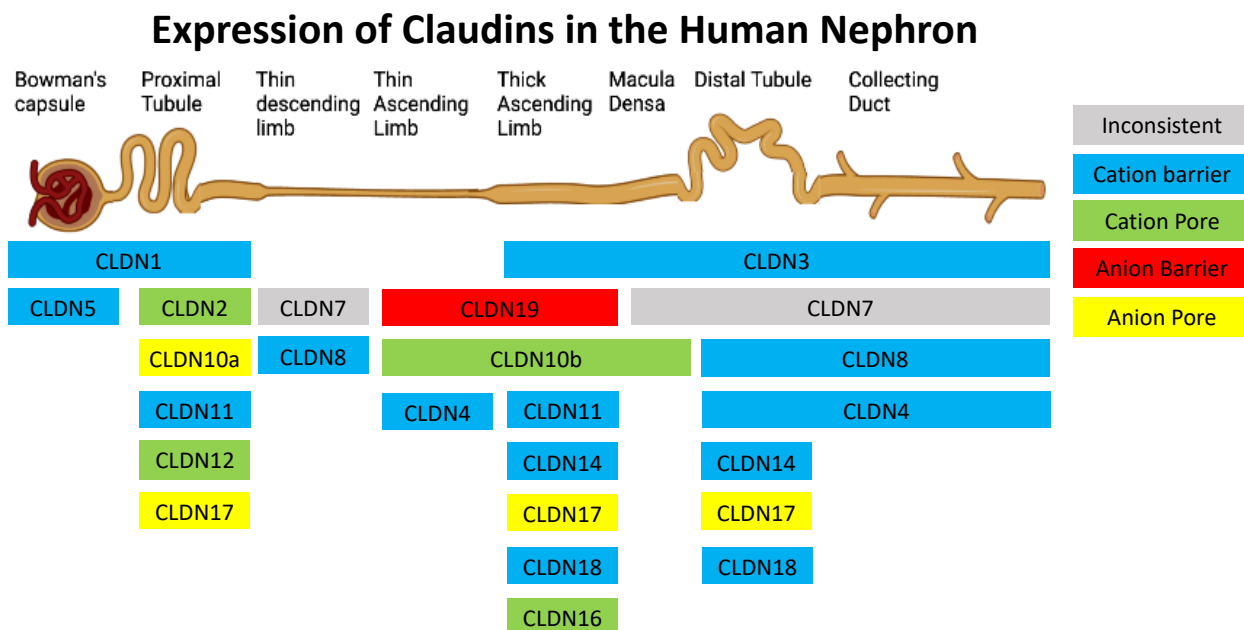 Expression of Claudins in the Human Nephron
Bowman's
capsule
Proximal
Tubule
Thin
descending
limb
Thin
Ascending
Limb
Thick
Ascending
Limb
Macula
Densa
Distal Tubule
Collecting
Duct
Inconsistent
Cation barrier
Cation Pore
Anion Barrier
Anion Pore
CLDN1
CLDN3
CLDN5
CLDN2
CLDN7
CLDN19
CLDN7
CLDN10a
CLDN8
CLDN10b
CLDN8
CLDN11
CLDN4
CLDN11
CLDN4
CLDN12
CLDN14
CLDN14
CLDN17
CLDN17
CLDN17
CLDN18
CLDN18
CLDN16